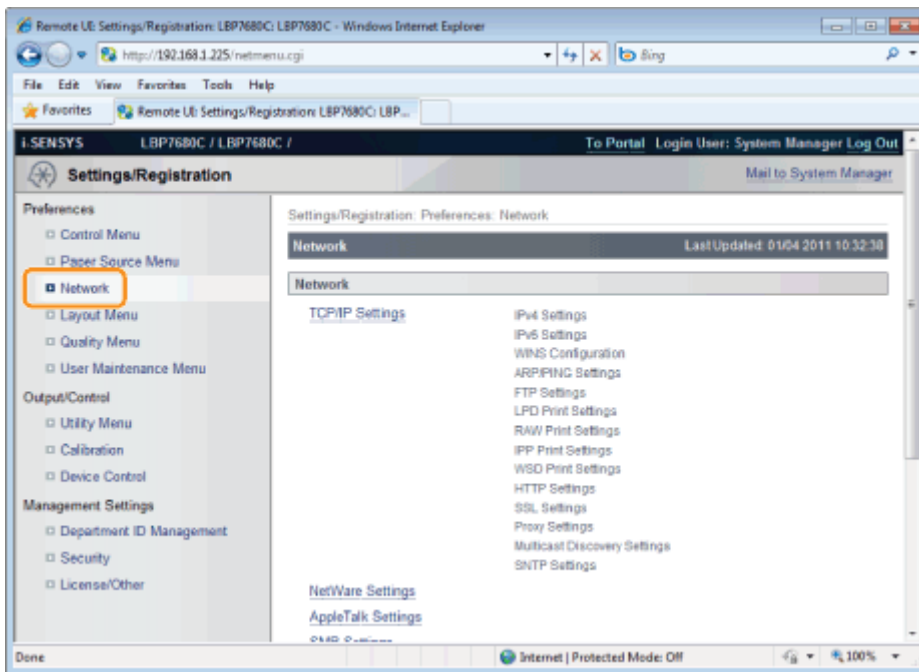 Remote UI: Settings/Registration: LBP7680C: LBP7680C - Windows Internet Explorer
http://192.168.1.225/netmenu.cgi
Bing
File Edit View Favorites Tools Help
Favorites
Remote UI: Settings/Registration: LBP7680C: LBP...
i-SENSYS LBP7680C / LBP7680C / To Portal Login User: System Manager Log Out
Settings/Registration Mail to System Manager
Preferences
Control Menu
Paper Source Menu
Network
Layout Menu
Quality Menu
User Maintenance Menu
Output/Control
Utility Menu
Calibration
Device Control
Management Settings
Department ID Management
Security
License/Other
Settings/Registration: Preferences: Network
Network Last Updated: 01/04 2011 10:32:38
Network
TCP/IP Settings
IPv4 Settings
IPv6 Settings
WINS Configuration
ARP/PING Settings
FTP Settings
LPD Print Settings
RAW Print Settings
IPP Print Settings
WSD Print Settings
HTTP Settings
SSL Settings
Proxy Settings
Multicast Discovery Settings
SNTP Settings
NetWare Settings
AppleTalk Settings
SMB Settings
Done Internet | Protected Mode: Off 100%